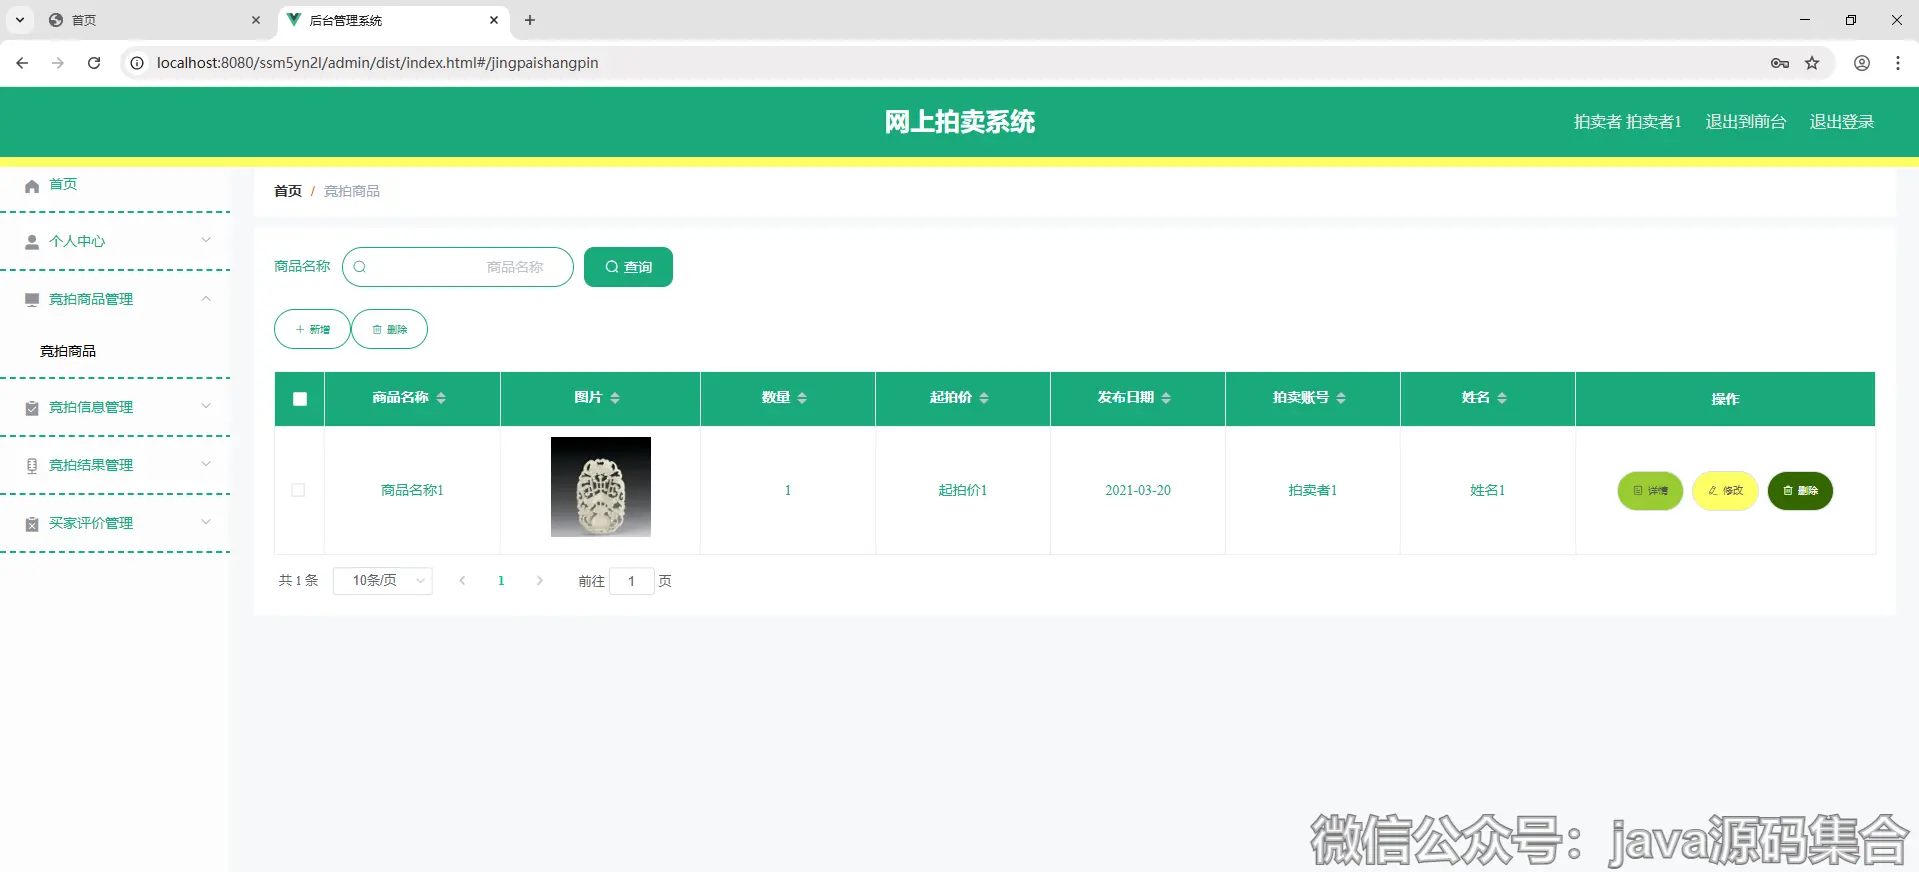 首页
后台管理系统
localhost:8080/ssm5yn2l/admin/dist/index.html#/jingpaishangpin
网上拍卖系统
拍卖者 拍卖者1 退出到前台 退出登录
首页
个人中心
竞拍商品管理
竞拍商品
竞拍信息管理
竞拍结果管理
买家评价管理
首页 / 竞拍商品
商品名称 商品名称 查询
新增 删除
商品名称 图片 数量 起拍价 发布日期 拍卖账号 姓名 操作
商品名称1 1 起拍价1 2021-03-20 拍卖者1 姓名1 详情 修改 删除
共 1 条 10条/页 1 前往 1 页
微信公众号：java源码集合